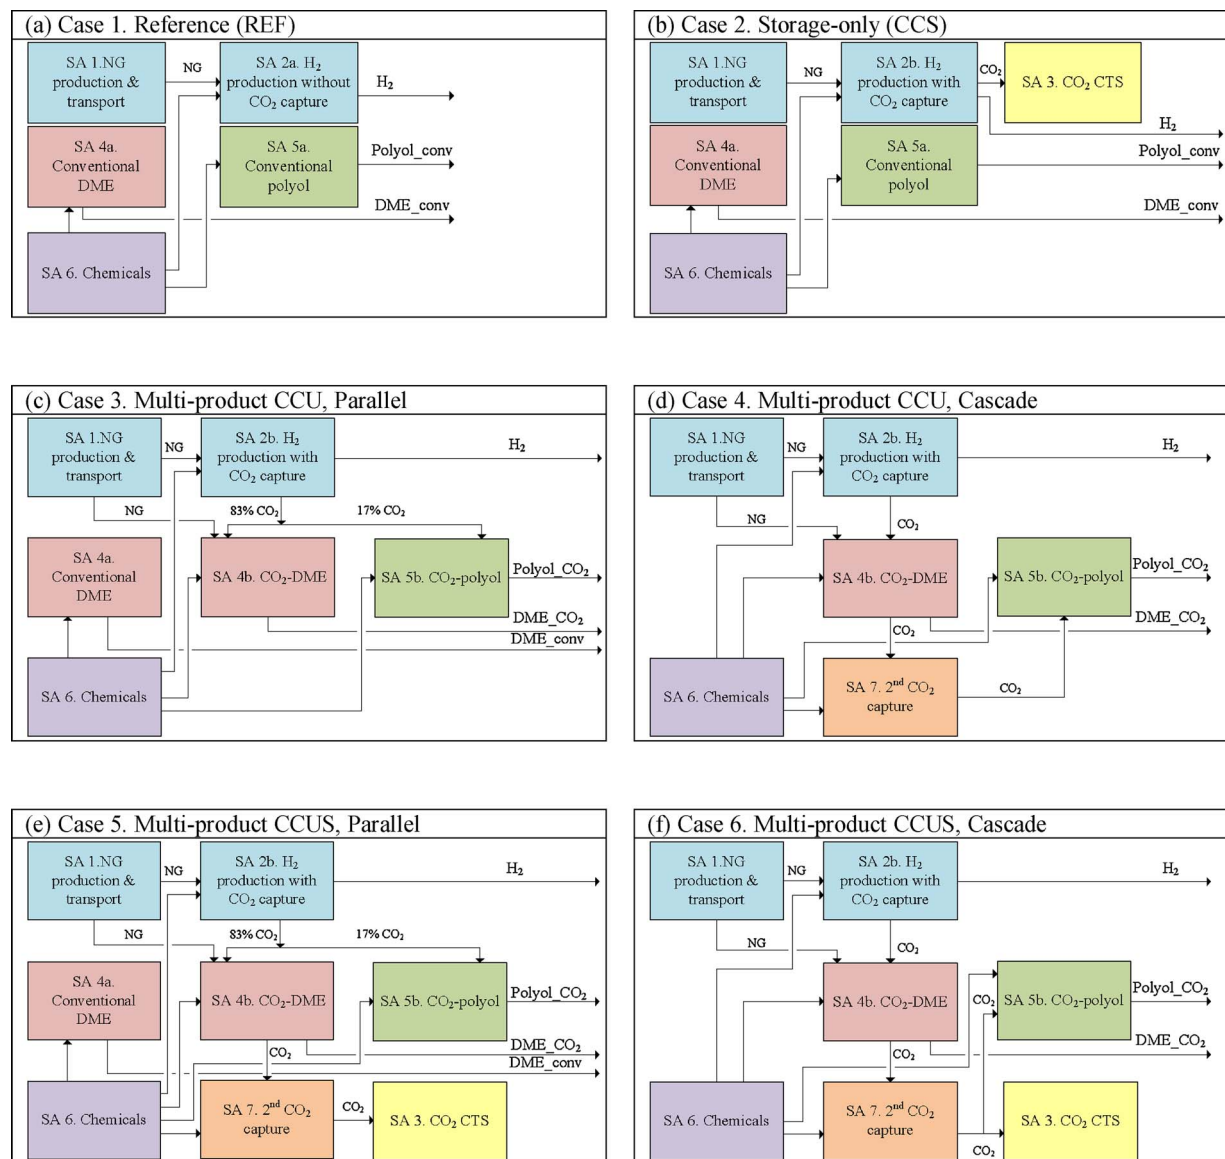 (a) Case 1. Reference (REF)
SA 1.NG
production &
transport
NG
SA 2a. H₂
production without
CO₂ capture
H₂
SA 4a.
Conventional
DME
SA 5a.
Conventional
polyol
Polyol_conv
DME_conv
SA 6. Chemicals
(b) Case 2. Storage-only (CCS)
SA 1.NG
production &
transport
NG
SA 2b. H₂
production with
CO₂ capture
CO₂
SA 3. CO₂ CTS
H₂
SA 4a.
Conventional
DME
SA 5a.
Conventional
polyol
Polyol_conv
DME_conv
SA 6. Chemicals
(c) Case 3. Multi-product CCU, Parallel
SA 1.NG
production &
transport
NG
SA 2b. H₂
production with
CO₂ capture
H₂
NG
83% CO₂
17% CO₂
SA 4a.
Conventional
DME
SA 4b. CO₂-DME
SA 5b. CO₂-polyol
Polyol_CO₂
DME_CO₂
DME_conv
SA 6. Chemicals
(d) Case 4. Multi-product CCU, Cascade
SA 1.NG
production &
transport
NG
SA 2b. H₂
production with
CO₂ capture
H₂
NG
CO₂
SA 4b. CO₂-DME
SA 5b. CO₂-polyol
Polyol_CO₂
DME_CO₂
CO₂
SA 6. Chemicals
SA 7. 2ⁿᵈ CO₂
capture
CO₂
(e) Case 5. Multi-product CCUS, Parallel
SA 1.NG
production &
transport
NG
SA 2b. H₂
production with
CO₂ capture
H₂
NG
83% CO₂
17% CO₂
SA 4a.
Conventional
DME
SA 4b. CO₂-DME
SA 5b. CO₂-polyol
Polyol_CO₂
DME_CO₂
DME_conv
CO₂
SA 6. Chemicals
SA 7. 2ⁿᵈ CO₂
capture
CO₂
SA 3. CO₂ CTS
(f) Case 6. Multi-product CCUS, Cascade
SA 1.NG
production &
transport
NG
SA 2b. H₂
production with
CO₂ capture
H₂
NG
CO₂
SA 4b. CO₂-DME
CO₂
SA 5b. CO₂-polyol
Polyol_CO₂
DME_CO₂
CO₂
SA 6. Chemicals
SA 7. 2ⁿᵈ CO₂
capture
CO₂
SA 3. CO₂ CTS